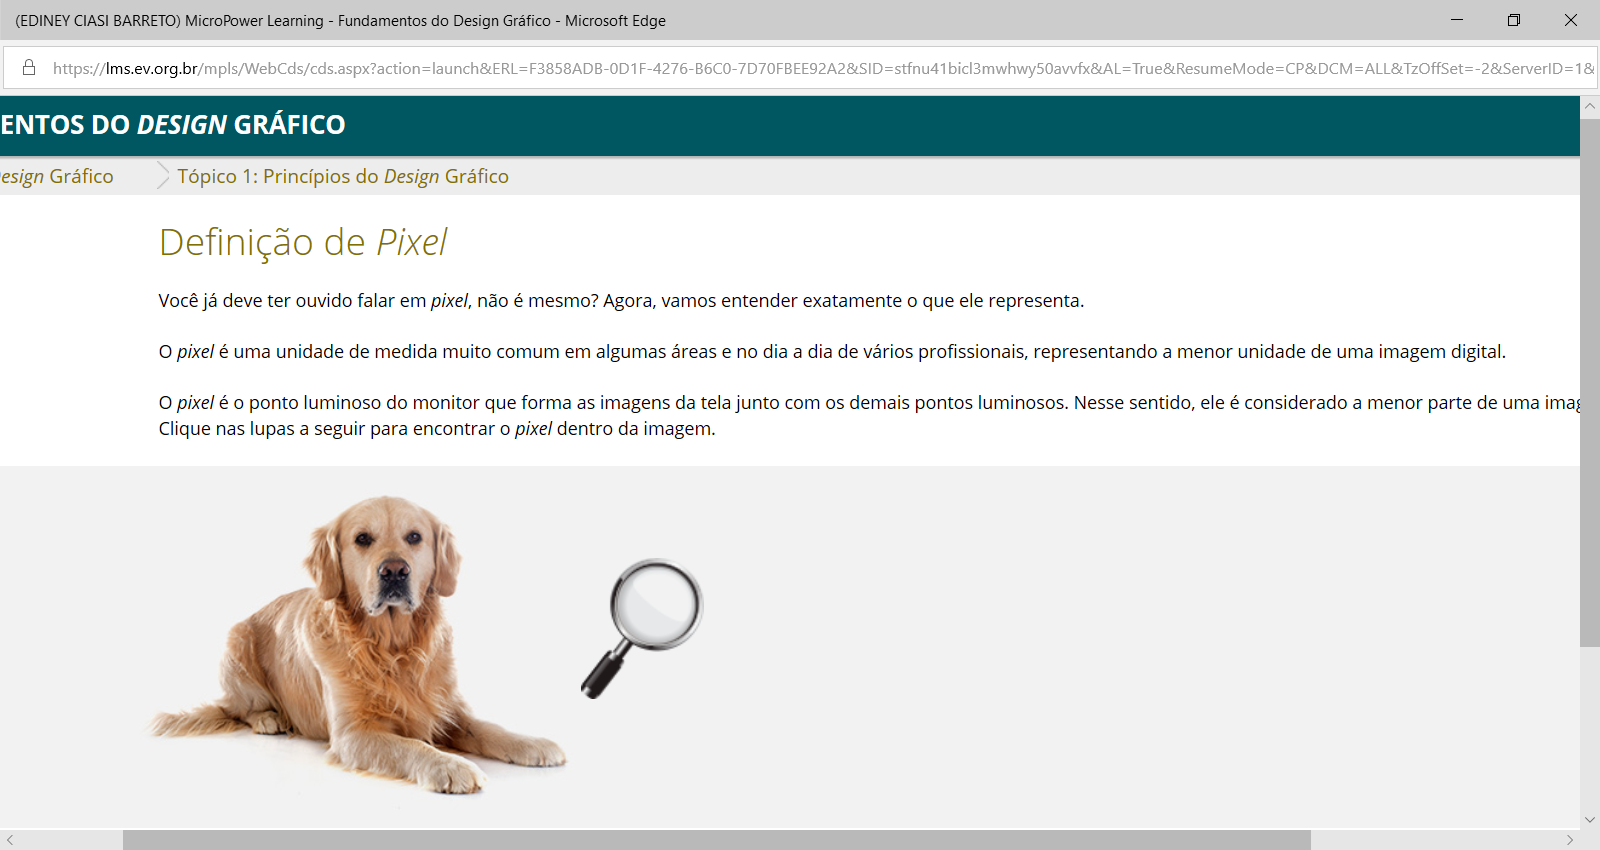 (EDINEY CIASI BARRETO) MicroPower Learning - Fundamentos do Design Gráfico - Microsoft Edge
https://lms.ev.org.br/mpls/WebCds/cds.aspx?action=launch&ERL=F3858ADB-0D1F-4276-B6C0-7D70FBEE92A2&SID=stfnu41bicl3mwhwy50avvfx&AL=True&ResumeMode=CP&DCM=ALL&TzOffSet=-2&ServerID=1&
ENTOS DO DESIGN GRÁFICO
esign Gráfico
Tópico 1: Princípios do Design Gráfico
Definição de Pixel
Você já deve ter ouvido falar em pixel, não é mesmo? Agora, vamos entender exatamente o que ele representa.
O pixel é uma unidade de medida muito comum em algumas áreas e no dia a dia de vários profissionais, representando a menor unidade de uma imagem digital.
O pixel é o ponto luminoso do monitor que forma as imagens da tela junto com os demais pontos luminosos. Nesse sentido, ele é considerado a menor parte de uma imag
Clique nas lupas a seguir para encontrar o pixel dentro da imagem.